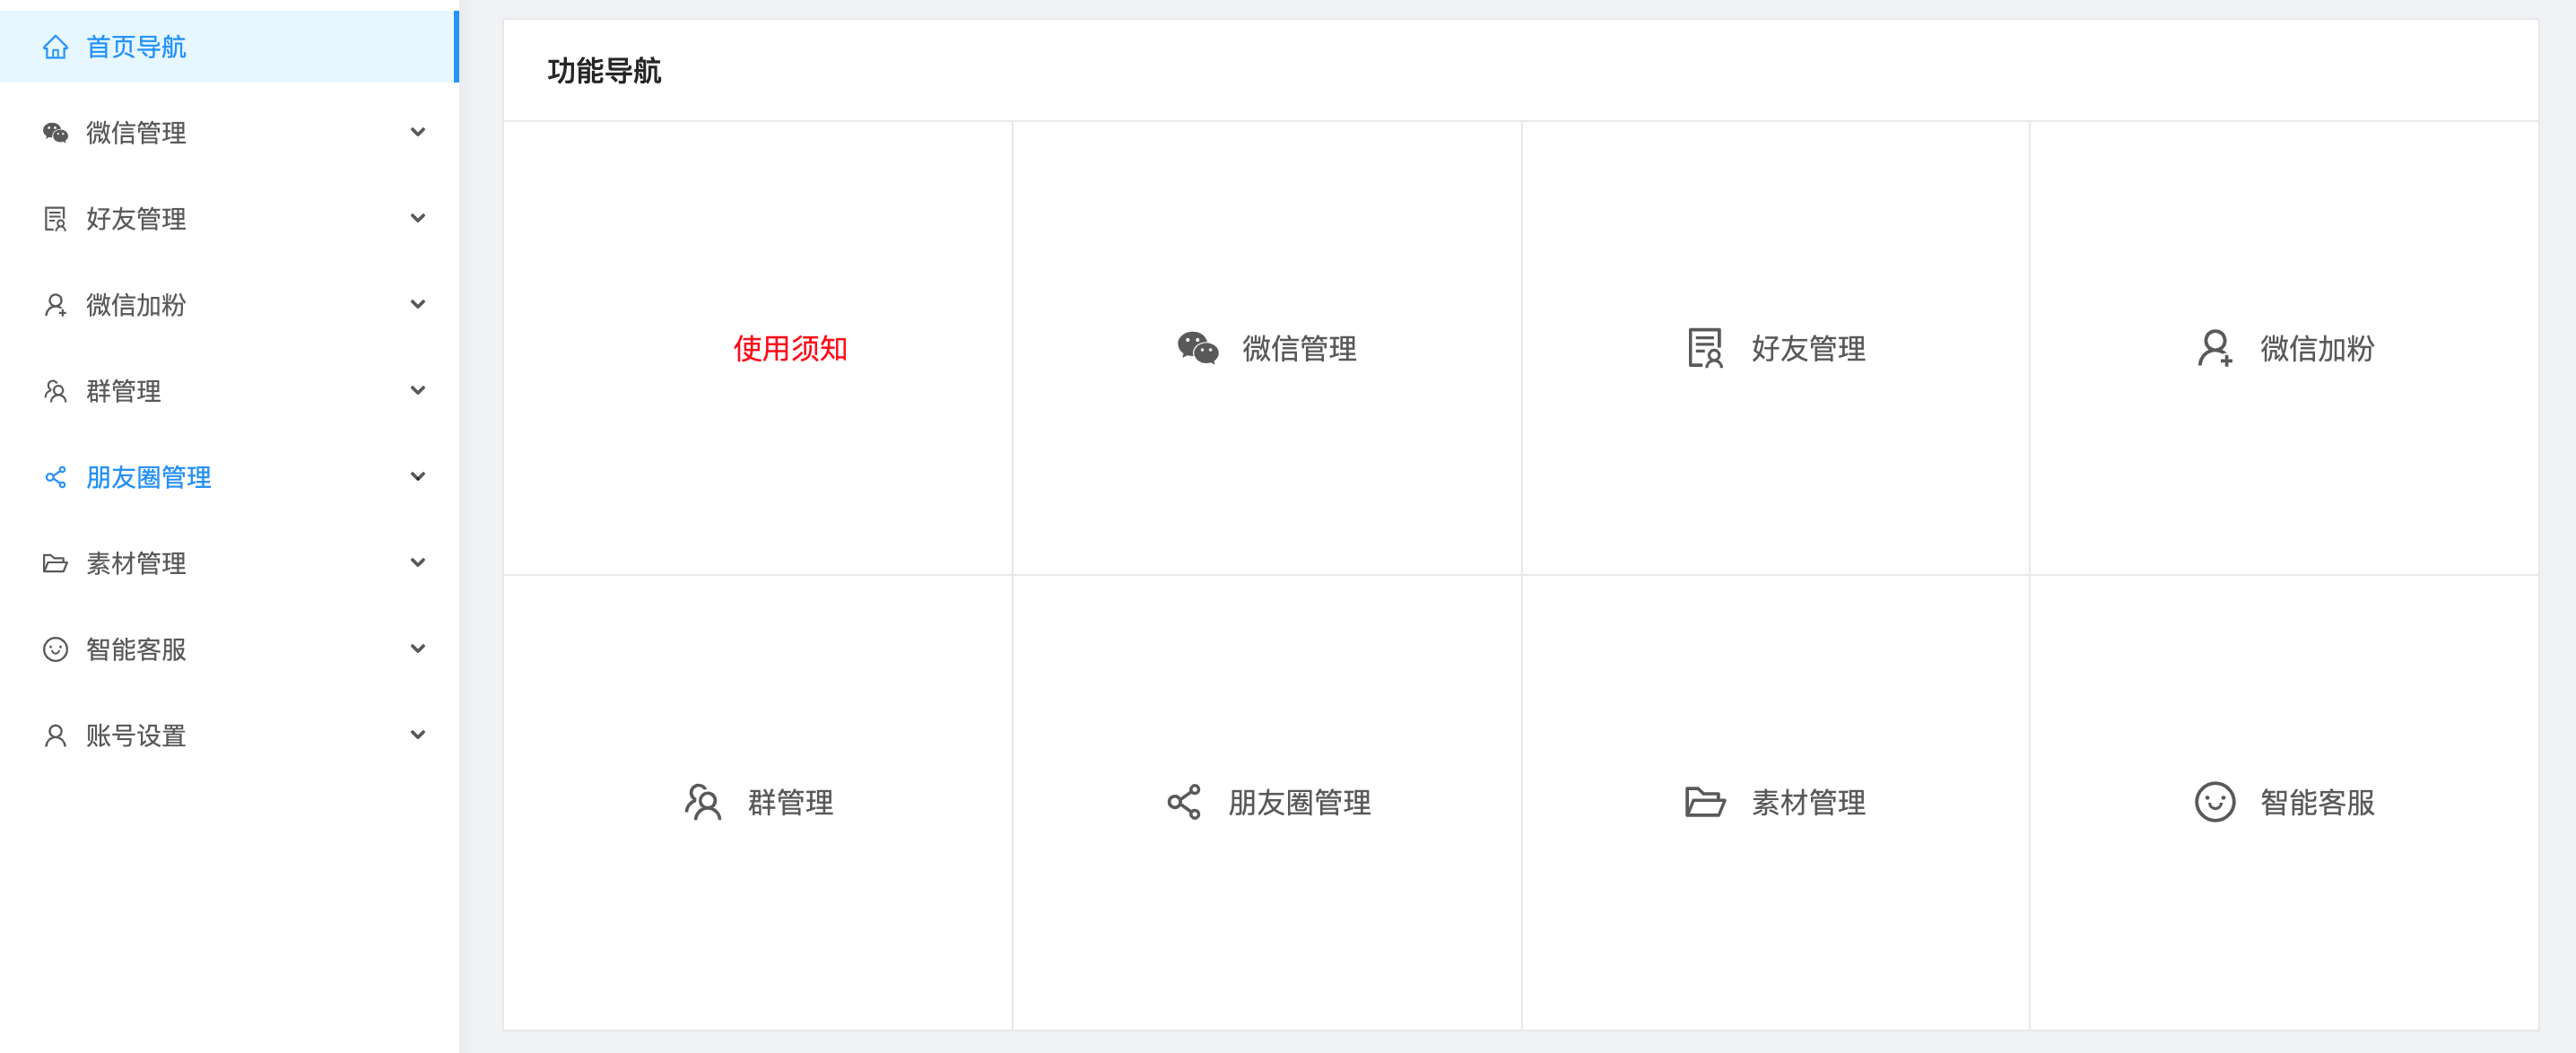 首页导航
微信管理
好友管理
微信加粉
群管理
朋友圈管理
素材管理
智能客服
账号设置
功能导航
使用须知
微信管理
好友管理
微信加粉
群管理
朋友圈管理
素材管理
智能客服